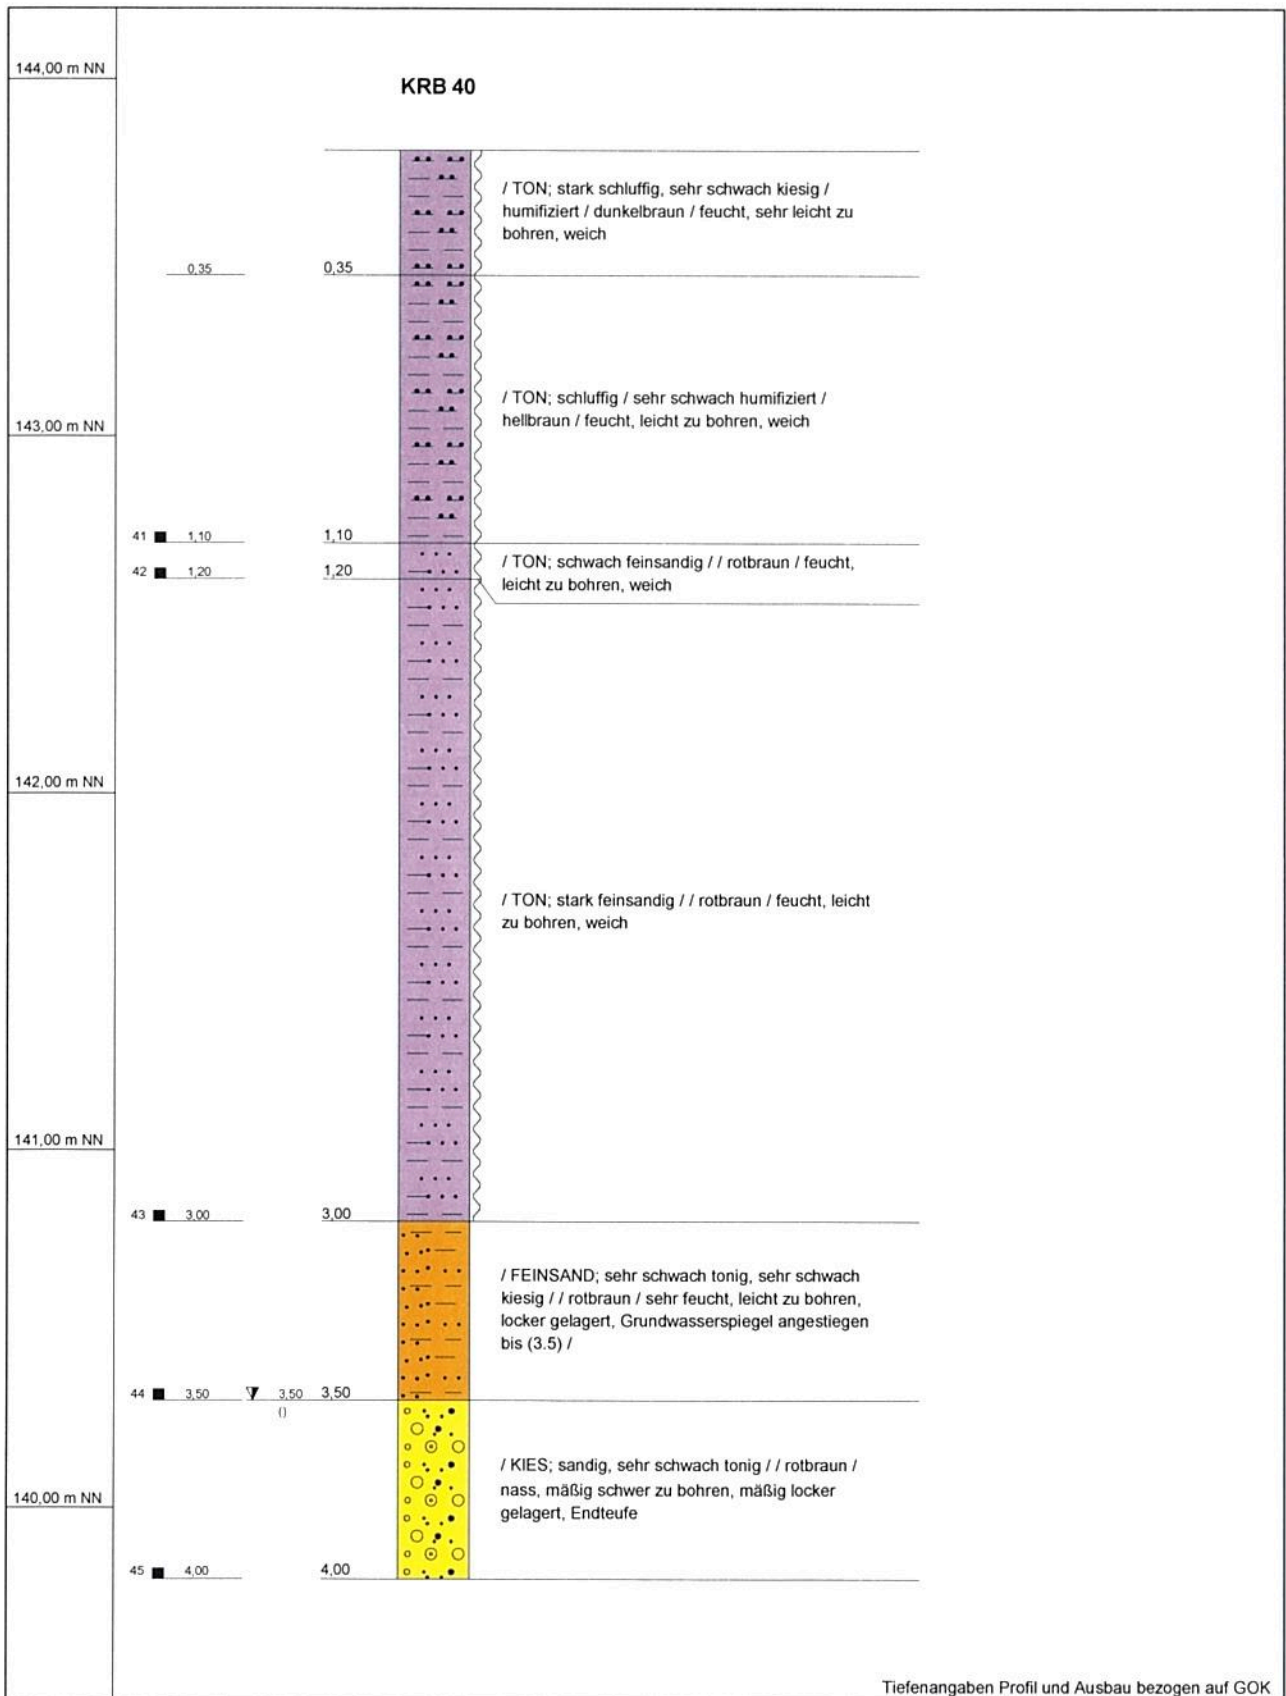 144,00 m NN
KRB 40
/ TON; stark schluffig, sehr schwach kiesig /
humifiziert / dunkelbraun / feucht, sehr leicht zu
bohren, weich
0,35 0,35
/ TON; schluffig / sehr schwach humifiziert /
hellbraun / feucht, leicht zu bohren, weich
143,00 m NN
41 1,10 1,10
/ TON; schwach feinsandig / / rotbraun / feucht,
leicht zu bohren, weich
42 1,20 1,20
142,00 m NN
/ TON; stark feinsandig / / rotbraun / feucht, leicht
zu bohren, weich
141,00 m NN
43 3,00 3,00
/ FEINSAND; sehr schwach tonig, sehr schwach
kiesig / / rotbraun / sehr feucht, leicht zu bohren,
locker gelagert, Grundwasserspiegel angestiegen
bis (3.5) /
44 3,50 3,50 3,50
()
/ KIES; sandig, sehr schwach tonig / / rotbraun /
nass, mäßig schwer zu bohren, mäßig locker
gelagert, Endteufe
140,00 m NN
45 4,00 4,00
Tiefenangaben Profil und Ausbau bezogen auf GOK